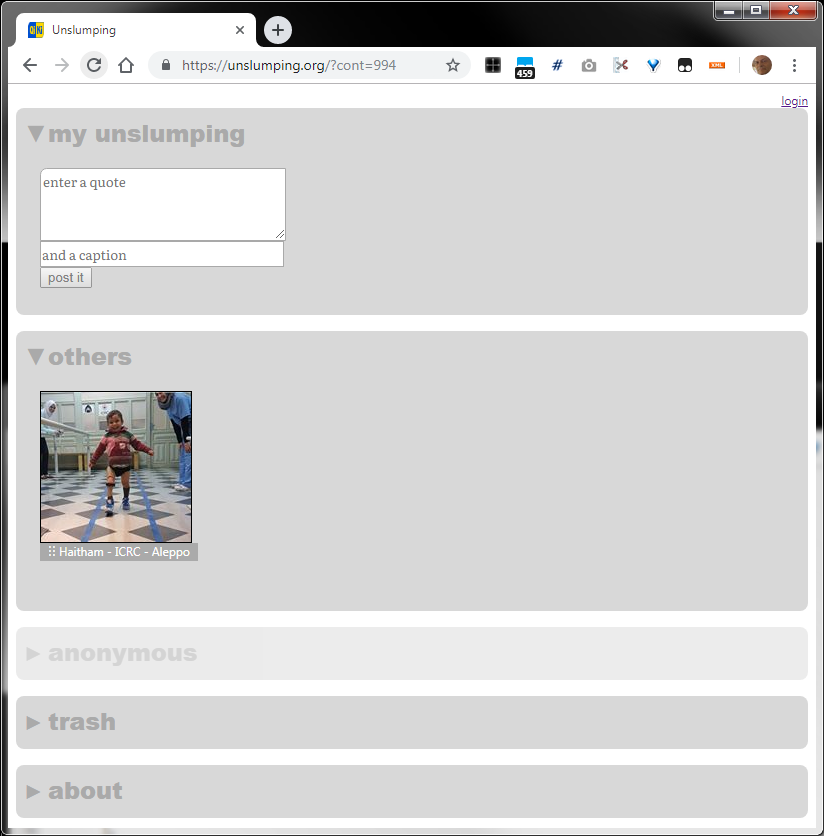 Unslumping
https://unslumping.org/?cont=994
459
#
XML
login
▼my unslumping
enter a quote
and a caption
post it
▼others
⠿ Haitham - ICRC - Aleppo
► anonymous
► trash
► about